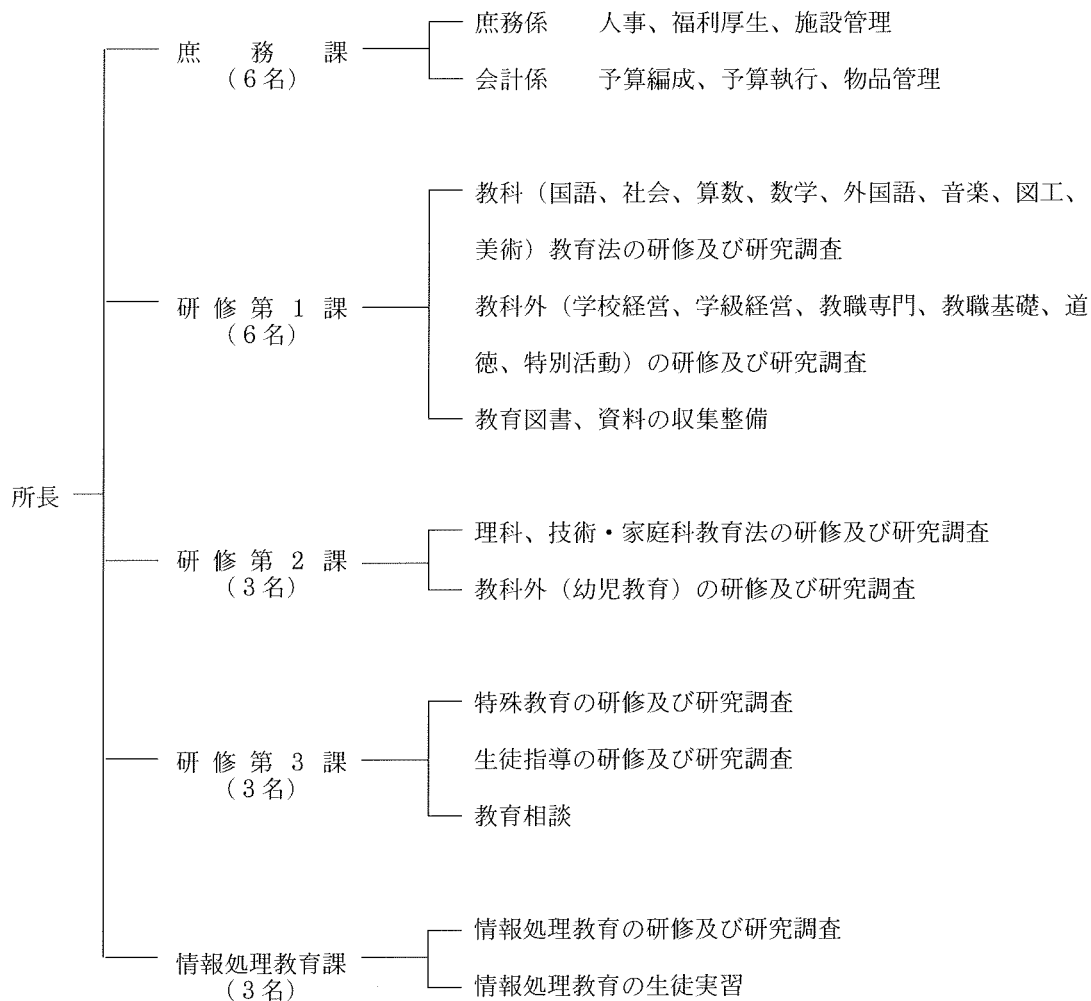 庶務係 人事、福利厚生、施設管理
庶務課
(6名)
会計係 予算編成、予算執行、物品管理
教科(国語、社会、算数、数学、外国語、音楽、図工、
美術)教育法の研修及び研究調査
研修第1課
(6名)
教科外(学校経営、学級経営、教職専門、教職基礎、道
徳、特別活動)の研修及び研究調査
教育図書、資料の収集整備
所長
理科、技術・家庭科教育法の研修及び研究調査
研修第2課
(3名)
教科外(幼児教育)の研修及び研究調査
特殊教育の研修及び研究調査
研修第3課
(3名)
生徒指導の研修及び研究調査
教育相談
情報処理教育の研修及び研究調査
情報処理教育課
(3名)
情報処理教育の生徒実習